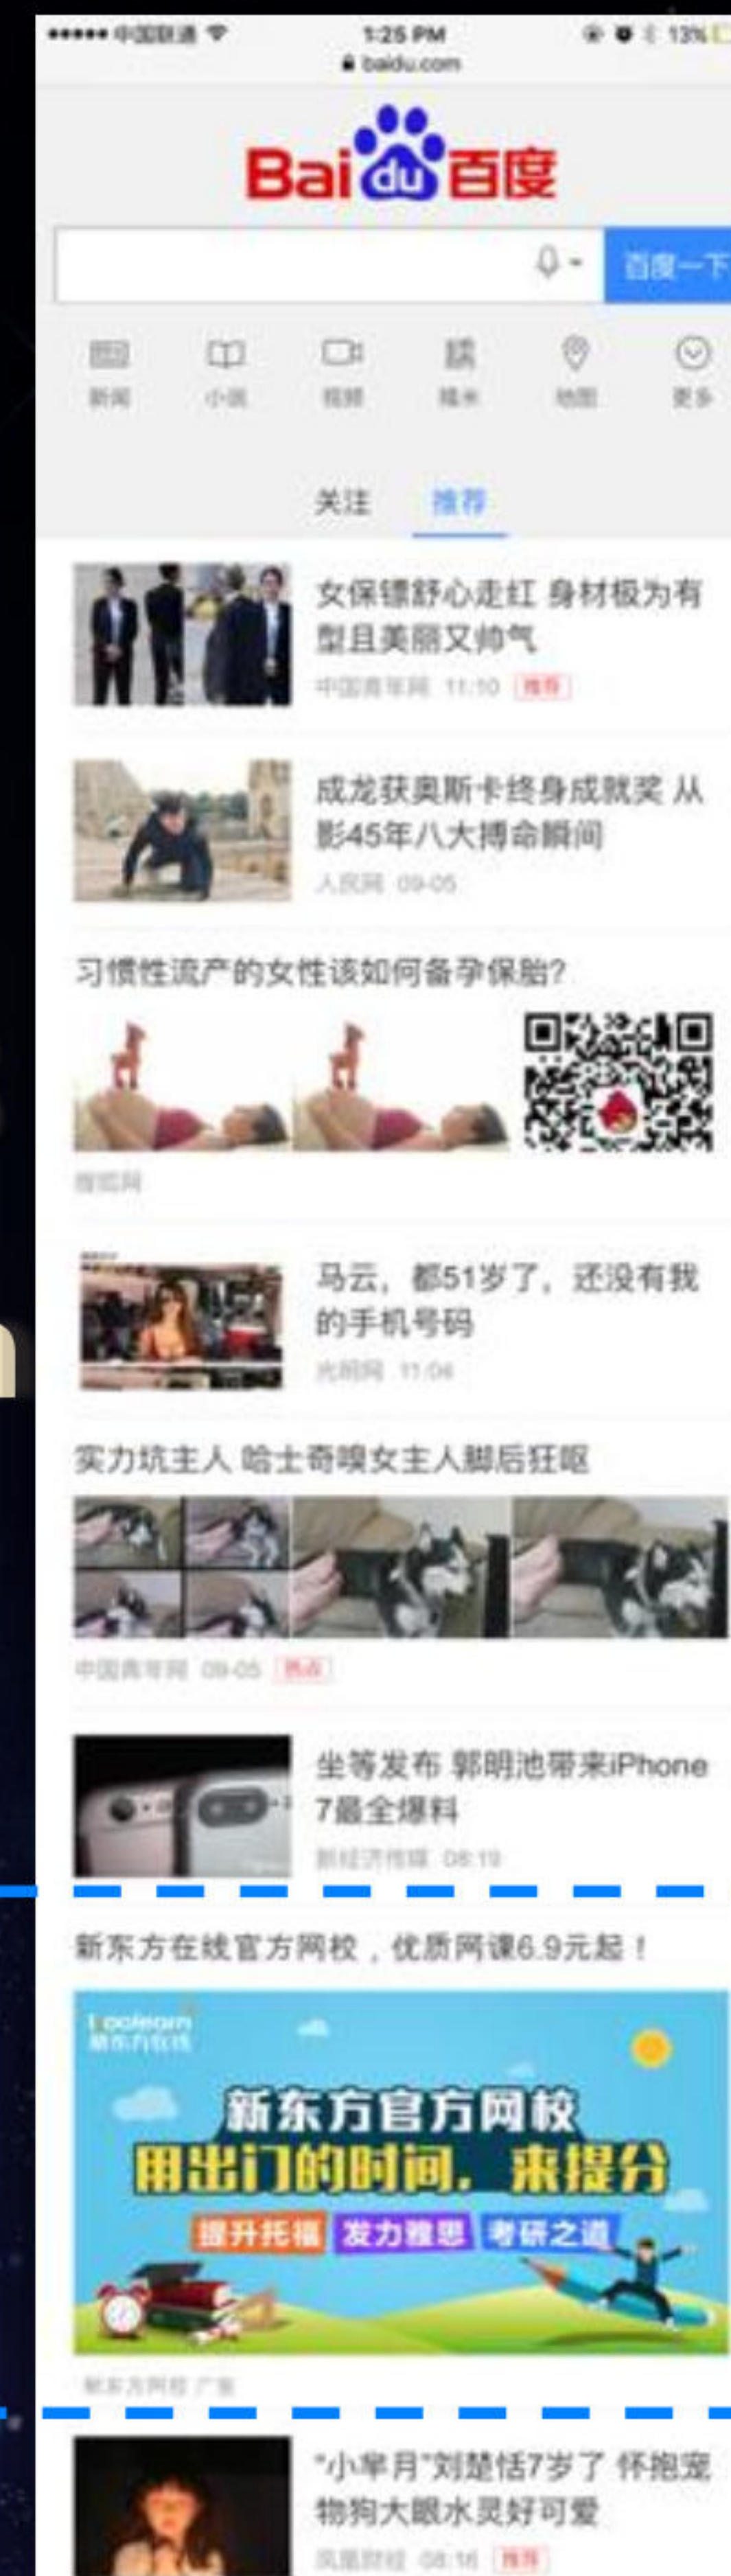 中国联通 1:25 PM 13%
baidu.com
Bai du 百度
百度一下
新闻 小说 视频 糯米 地图 更多
关注 推荐
女保镖舒心走红 身材极为有
型且美丽又帅气
中国青年网 11:10 推荐
成龙获奥斯卡终身成就奖 从
影45年八大搏命瞬间
人民网 09-05
习惯性流产的女性该如何备孕保胎?
搜狐网
马云，都51岁了，还没有我
的手机号码
光明网 11:04
实力坑主人 哈士奇嗅女主人脚后狂呕
中国青年网 09-05 热点
坐等发布 郭明池带来iPhone
7最全爆料
新经济传媒 08:19
新东方在线官方网校，优质网课6.9元起！
koolearn
新东方在线
新东方官方网校
用出门的时间，来提分
提升托福 发力雅思 考研之道
新东方网校 广告
“小芈月”刘楚恬7岁了 怀抱宠
物狗大眼水灵好可爱
凤凰财经 08:16 推荐